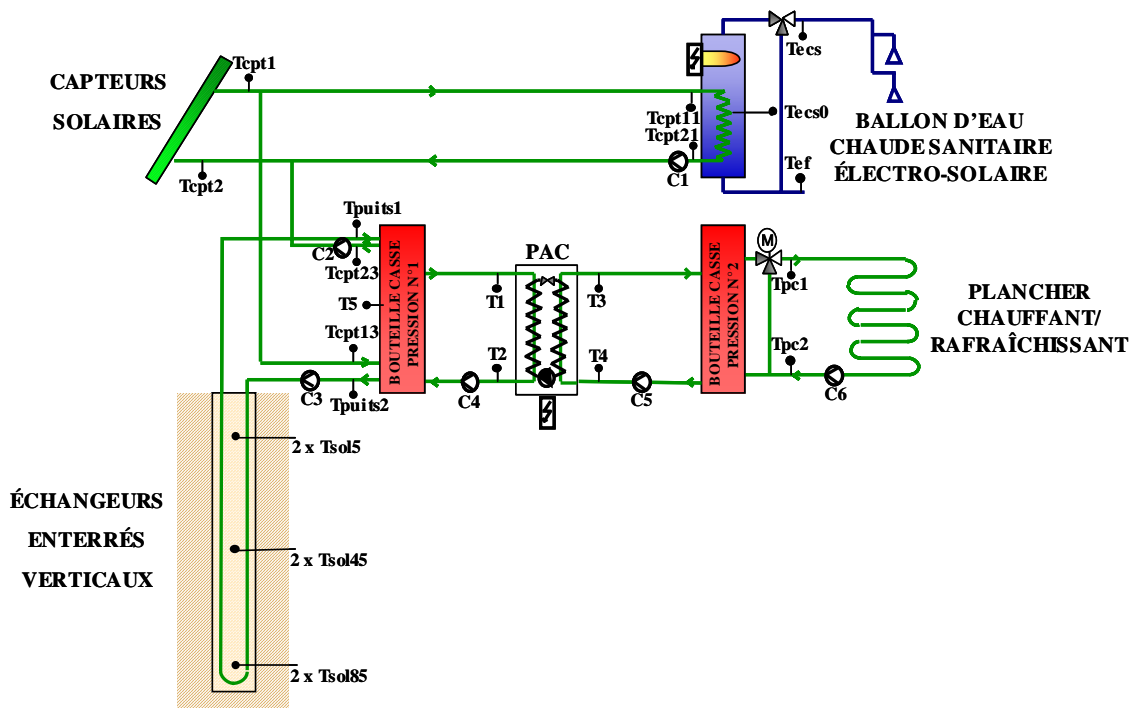 CAPTEURS
SOLAIRES
Tcpt1
Tcpt2
Tcpt11
Tcpt21
C1
Tecs
Tecs0
Tef
BALLON D'EAU
CHAUDE SANITAIRE
ÉLECTRO-SOLAIRE
Tpuits1
C2
Tcpt23
T5
Tcpt13
C3
Tpuits2
BOUTEILLE CASSE
PRESSION N°1
T1
T2
C4
PAC
T3
T4
C5
BOUTEILLE CASSE
PRESSION N°2
M
Tpc1
Tpc2
C6
PLANCHER
CHAUFFANT/
RAFRAÎCHISSANT
ÉCHANGEURS
ENTERRÉS
VERTICAUX
2 x Tsol5
2 x Tsol45
2 x Tsol85